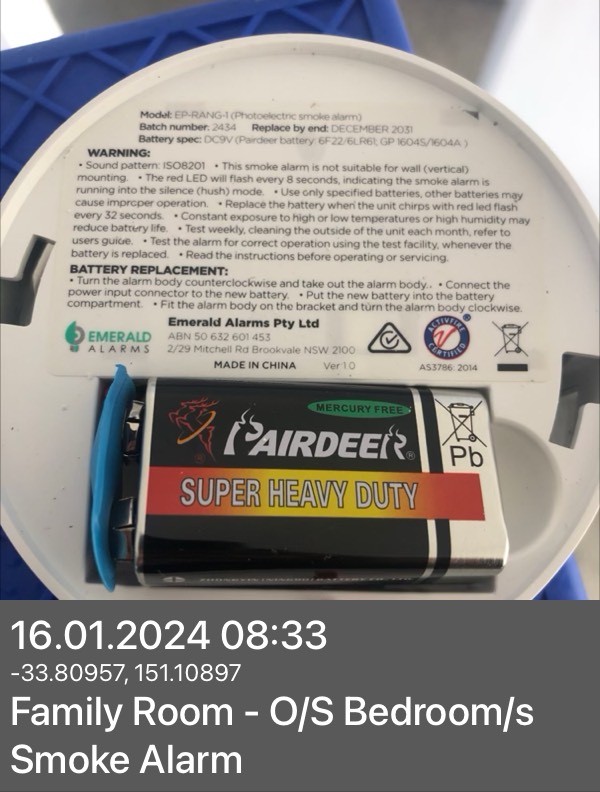 Model: EP-RANG-1 (Photoelectric smoke alarm)
Batch number: 2434 Replace by end: DECEMBER 2031
Battery spec: DC9V (Pairdeer battery: 6F22/6LR61; GP 1604S/1604A )
WARNING:
• Sound pattern: ISO8201 • This smoke alarm is not suitable for wall (vertical)
mounting. • The red LED will flash every 8 seconds, indicating the smoke alarm is
running into the silence (hush) mode. • Use only specified batteries, other batteries may
cause improper operation. • Replace the battery when the unit chirps with red led flash
every 32 seconds. • Constant exposure to high or low temperatures or high humidity may
reduce battery life. • Test weekly, cleaning the outside of the unit each month, refer to
users guide. • Test the alarm for correct operation using the test facility, whenever the
battery is replaced. • Read the instructions before operating or servicing.
BATTERY REPLACEMENT:
• Turn the alarm body counterclockwise and take out the alarm body.. • Connect the
power input connector to the new battery. • Put the new battery into the battery
compartment. • Fit the alarm body on the bracket and turn the alarm body clockwise.
EMERALD
ALARMS
Emerald Alarms Pty Ltd
ABN 50 632 601 453
2/29 Mitchell Rd Brookvale NSW 2100
MADE IN CHINA Ver 1.0
ACTIVFIRE
CERTIFIED
AS3786: 2014
MERCURY FREE
PAIRDEER®
SUPER HEAVY DUTY
Pb
16.01.2024 08:33
-33.80957, 151.10897
Family Room - O/S Bedroom/s
Smoke Alarm